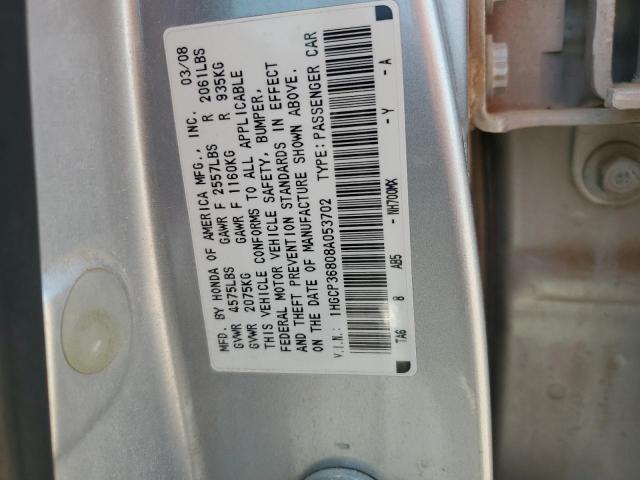 MFD. BY HONDA OF AMERICA MFG., INC. 03/08
GVWR 4575LBS GAWR F 2557LBS R 2061LBS
GVWR 2075KG GAWR F 1160KG R 935KG
THIS VEHICLE CONFORMS TO ALL APPLICABLE
FEDERAL MOTOR VEHICLE SAFETY, BUMPER,
AND THEFT PREVENTION STANDARDS IN EFFECT
ON THE DATE OF MANUFACTURE SHOWN ABOVE.
V.I.N.: 1HGCP36808A053702 TYPE: PASSENGER CAR
TA6 8 AB5 - NH700MX - Y - A